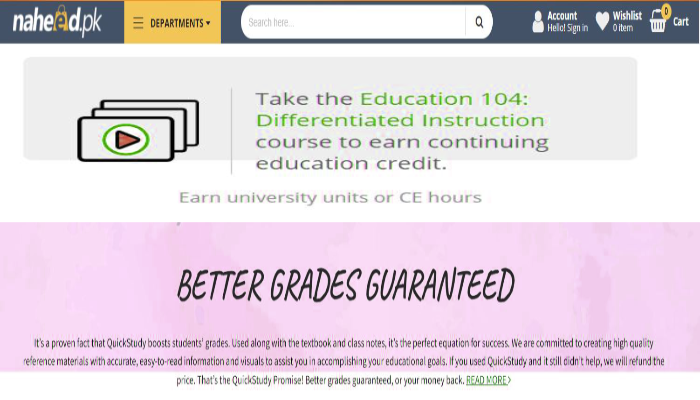 naheed.pk
DEPARTMENTS
Search here...
Account
Hello! Sign in
Wishlist
0 item
0
Cart
Take the Education 104:
Differentiated Instruction
course to earn continuing
education credit.
Earn university units or CE hours
BETTER GRADES GUARANTEED
It's a proven fact that QuickStudy boosts students' grades. Used along with the textbook and class notes, it's the perfect equation for success. We are committed to creating high quality
reference materials with accurate, easy-to-read information and visuals to assist you in accomplishing your educational goals. If you used QuickStudy and it still didn't help, we will refund the
price. That's the QuickStudy Promise! Better grades guaranteed, or your money back. READ MORE